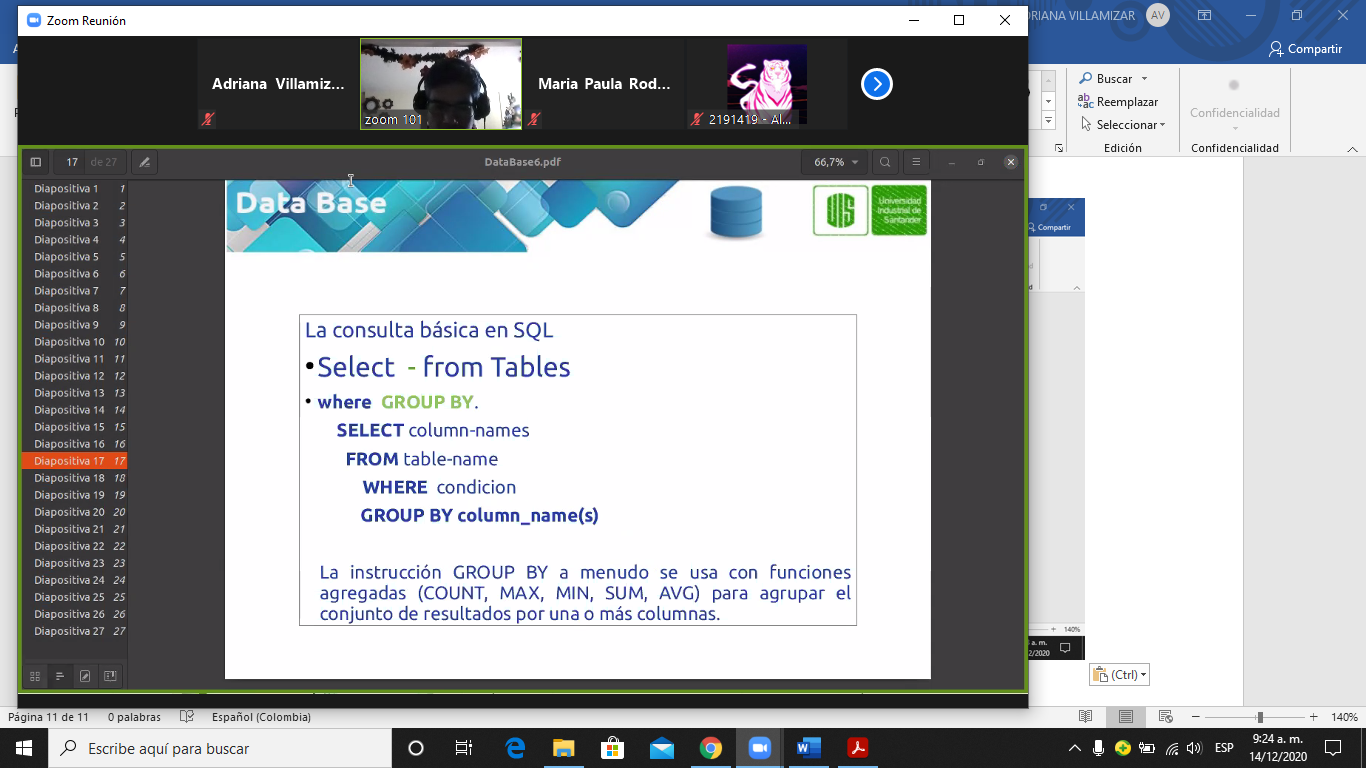 Zoom Reunión
DRIANA VILLAMIZAR AV
Compartir
Adriana Villamiz...
zoom 101
Maria Paula Rod...
2191419 - Al...
Buscar
Reemplazar
Seleccionar
Edición
Confidencialidad
Confidencialidad
17 de 27
DataBase6.pdf
66,7%
Diapositiva 1 1
Diapositiva 2 2
Diapositiva 3 3
Diapositiva 4 4
Diapositiva 5 5
Diapositiva 6 6
Diapositiva 7 7
Diapositiva 8 8
Diapositiva 9 9
Diapositiva 10 10
Diapositiva 11 11
Diapositiva 12 12
Diapositiva 13 13
Diapositiva 14 14
Diapositiva 15 15
Diapositiva 16 16
Diapositiva 17 17
Diapositiva 18 18
Diapositiva 19 19
Diapositiva 20 20
Diapositiva 21 21
Diapositiva 22 22
Diapositiva 23 23
Diapositiva 24 24
Diapositiva 25 25
Diapositiva 26 26
Diapositiva 27 27
Data Base
UIS
Universidad
Industrial de
Santander
La consulta básica en SQL
•Select - from Tables
• where GROUP BY.
SELECT column-names
FROM table-name
WHERE condicion
GROUP BY column_name(s)
La instrucción GROUP BY a menudo se usa con funciones
agregadas (COUNT, MAX, MIN, SUM, AVG) para agrupar el
conjunto de resultados por una o más columnas.
Compartir
140%
a. m.
12/2020
(Ctrl)
Página 11 de 11 0 palabras Español (Colombia)
140%
Escribe aquí para buscar
ESP
9:24 a. m.
14/12/2020